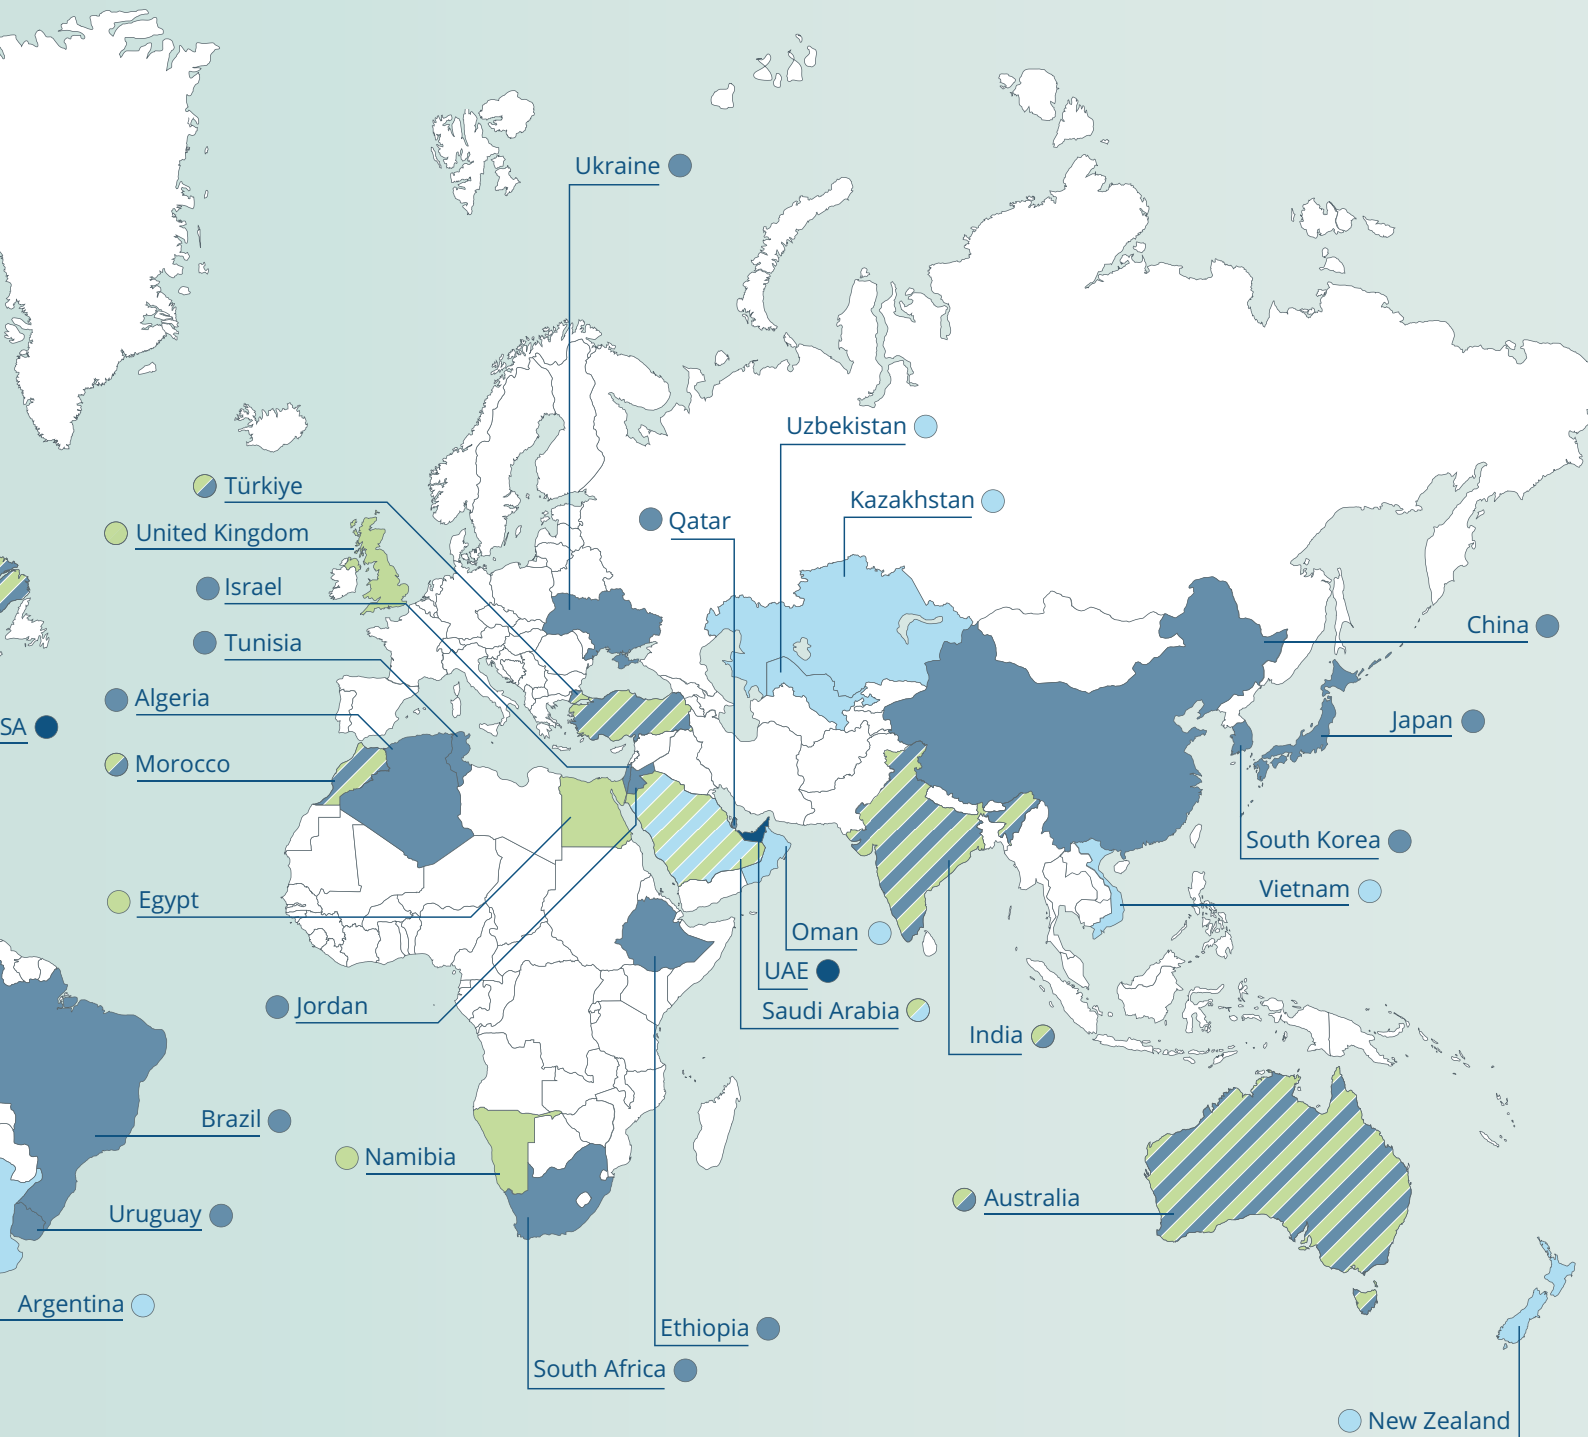 Ukraine
Uzbekistan
Türkiye
Kazakhstan
Qatar
United Kingdom
Israel
China
Tunisia
Algeria
Japan
SA
Morocco
South Korea
Vietnam
Egypt
Oman
UAE
Jordan
Saudi Arabia
India
Brazil
Namibia
Australia
Uruguay
Argentina
Ethiopia
South Africa
New Zealand